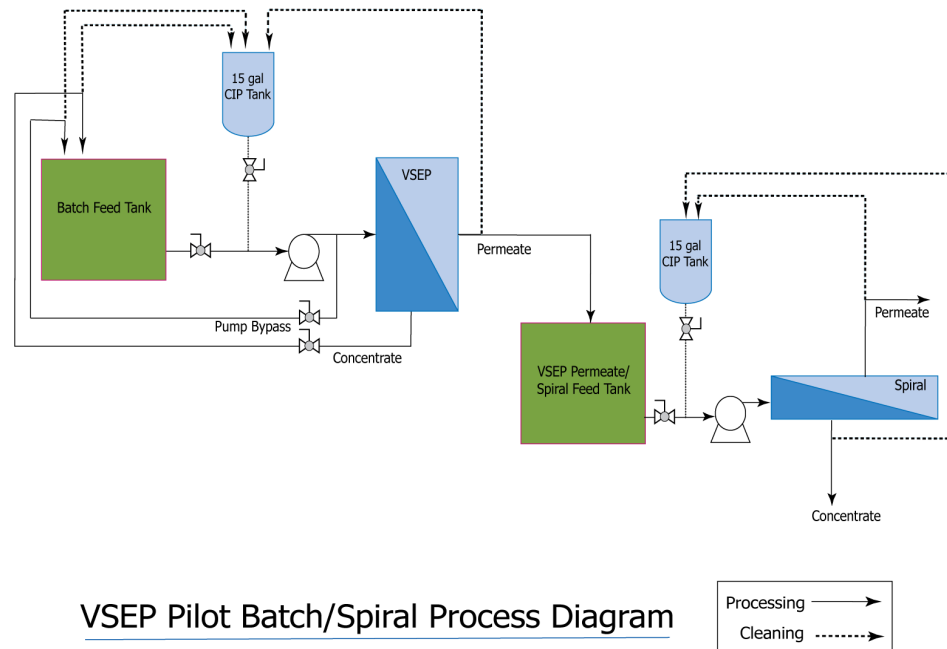 15 gal
CIP Tank
VSEP
Batch Feed Tank
Permeate
15 gal
CIP Tank
Pump Bypass
Permeate
Concentrate
VSEP Permeate/
Spiral Feed Tank
Spiral
Concentrate
VSEP Pilot Batch/Spiral Process Diagram
Processing
Cleaning